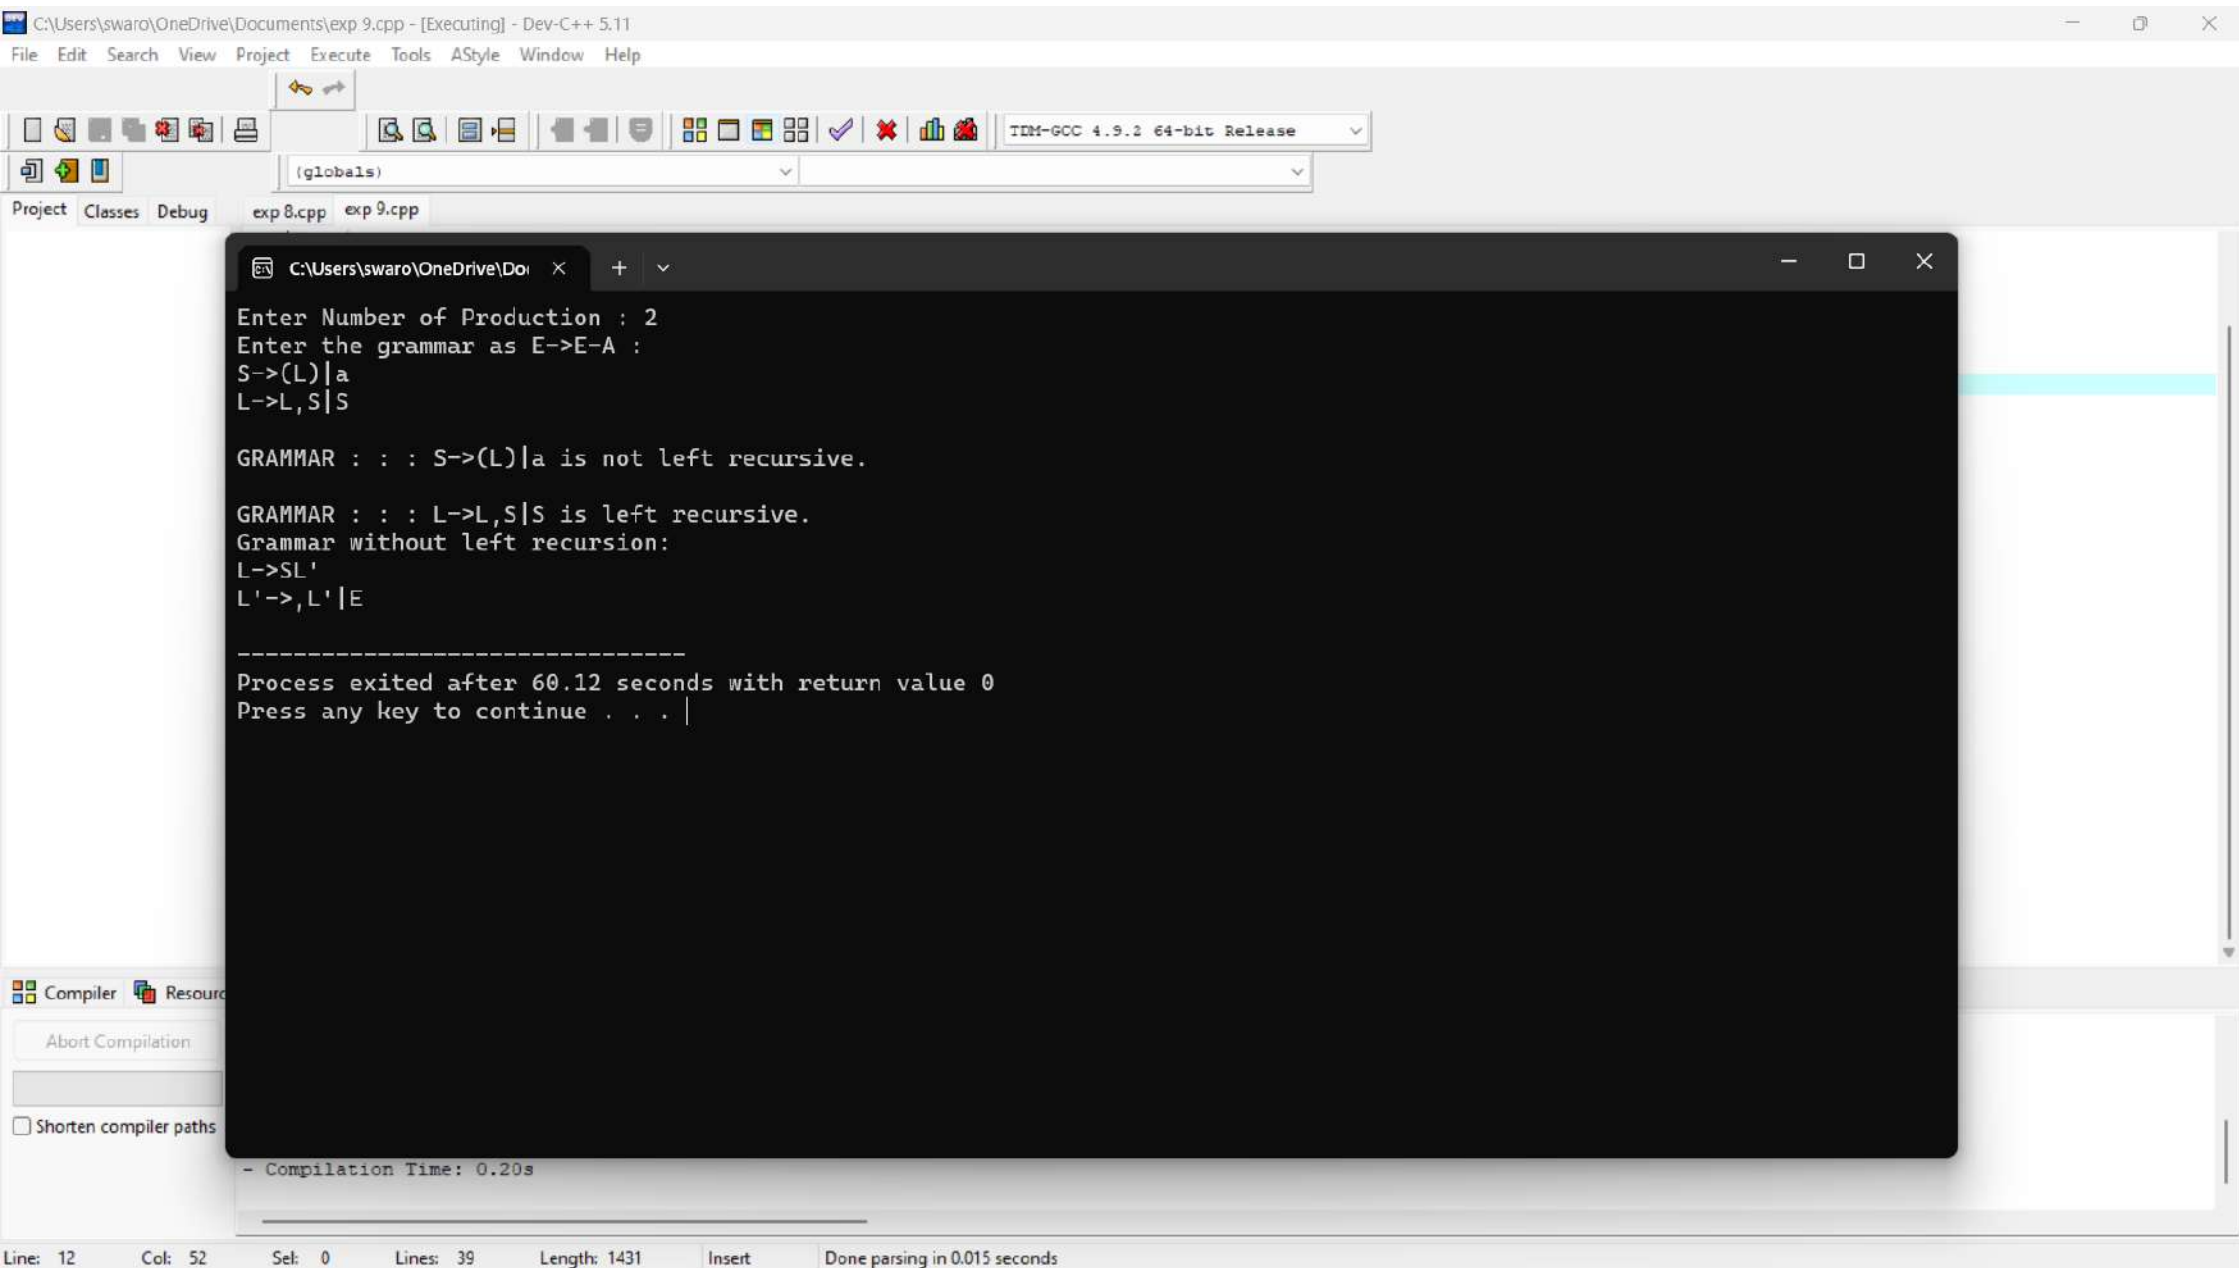 C:\Users\swaro\OneDrive\Documents\exp 9.cpp - [Executing] - Dev-C++ 5.11
File Edit Search View Project Execute Tools AStyle Window Help
TDM-GCC 4.9.2 64-bit Release
(globals)
Project Classes Debug exp 8.cpp exp 9.cpp
C:\Users\swaro\OneDrive\Do
Enter Number of Production : 2
Enter the grammar as E->E-A :
S->(L)|a
L->L,S|S
GRAMMAR : : : S->(L)|a is not left recursive.
GRAMMAR : : : L->L,S|S is left recursive.
Grammar without left recursion:
L->SL'
L'->,L'|E
--------------------------------
Process exited after 60.12 seconds with return value 0
Press any key to continue . . .
Compiler Resourc
Abort Compilation
Shorten compiler paths
- Compilation Time: 0.20s
Line: 12 Col: 52 Sel: 0 Lines: 39 Length: 1431 Insert Done parsing in 0.015 seconds